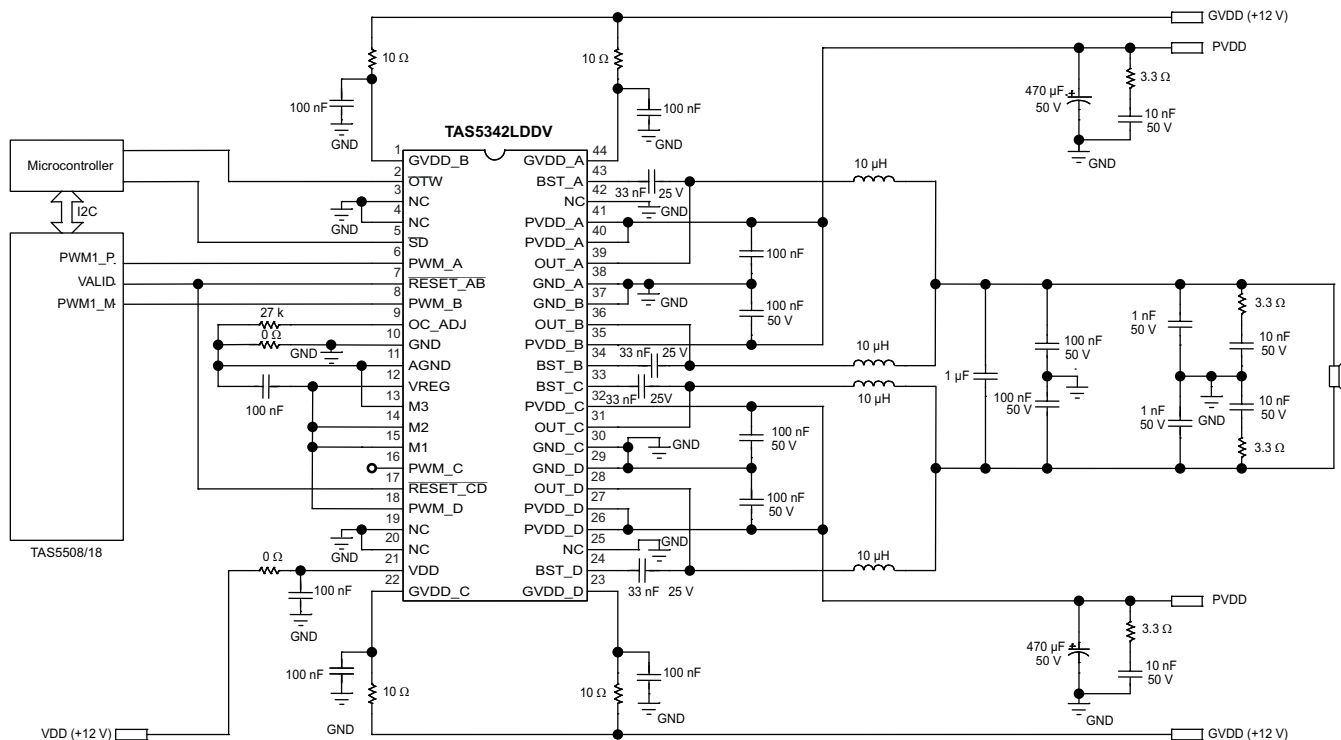 GVDD (+12 V)
PVDD
10 Ω
10 Ω
3.3 Ω
470 µF
50 V
10 nF
50 V
100 nF
100 nF
GND
GND
GND
TAS5342LDDV
Microcontroller
I2C
1 GVDD_B
2 OTW
3 NC
4 NC
5 SD
6 PWM_A
7 RESET_AB
8 PWM_B
9 OC_ADJ
10 GND
11 AGND
12 VREG
13 M3
14 M2
15 M1
16 PWM_C
17 RESET_CD
18 PWM_D
19 NC
20 NC
21 VDD
22 GVDD_C
GVDD_A 44
BST_A 43
NC 42
PVDD_A 41
PVDD_A 40
OUT_A 39
GND_A 38
GND_B 37
OUT_B 36
PVDD_B 35
BST_B 34
BST_C 33
PVDD_C 32
OUT_C 31
GND_C 30
GND_D 29
OUT_D 28
PVDD_D 27
PVDD_D 26
NC 25
BST_D 24
GVDD_D 23
PWM1_P
VALID
PWM1_M
TAS5508/18
GND
27 k
0 Ω
GND
100 nF
GND
0 Ω
100 nF
GND
33 nF 25 V
GND
10 µH
100 nF
GND
100 nF
50 V
33 nF 25 V
10 µH
33 nF 25V
10 µH
100 nF
50 V
GND
100 nF
50 V
GND
10 µH
33 nF 25 V
1 µF
100 nF
50 V
100 nF
50 V
1 nF
50 V
1 nF
50 V
GND
3.3 Ω
10 nF
50 V
10 nF
50 V
3.3 Ω
PVDD
3.3 Ω
470 µF
50 V
10 nF
50 V
GND
100 nF
GND
10 Ω
100 nF
GND
10 Ω
GND
VDD (+12 V)
GVDD (+12 V)